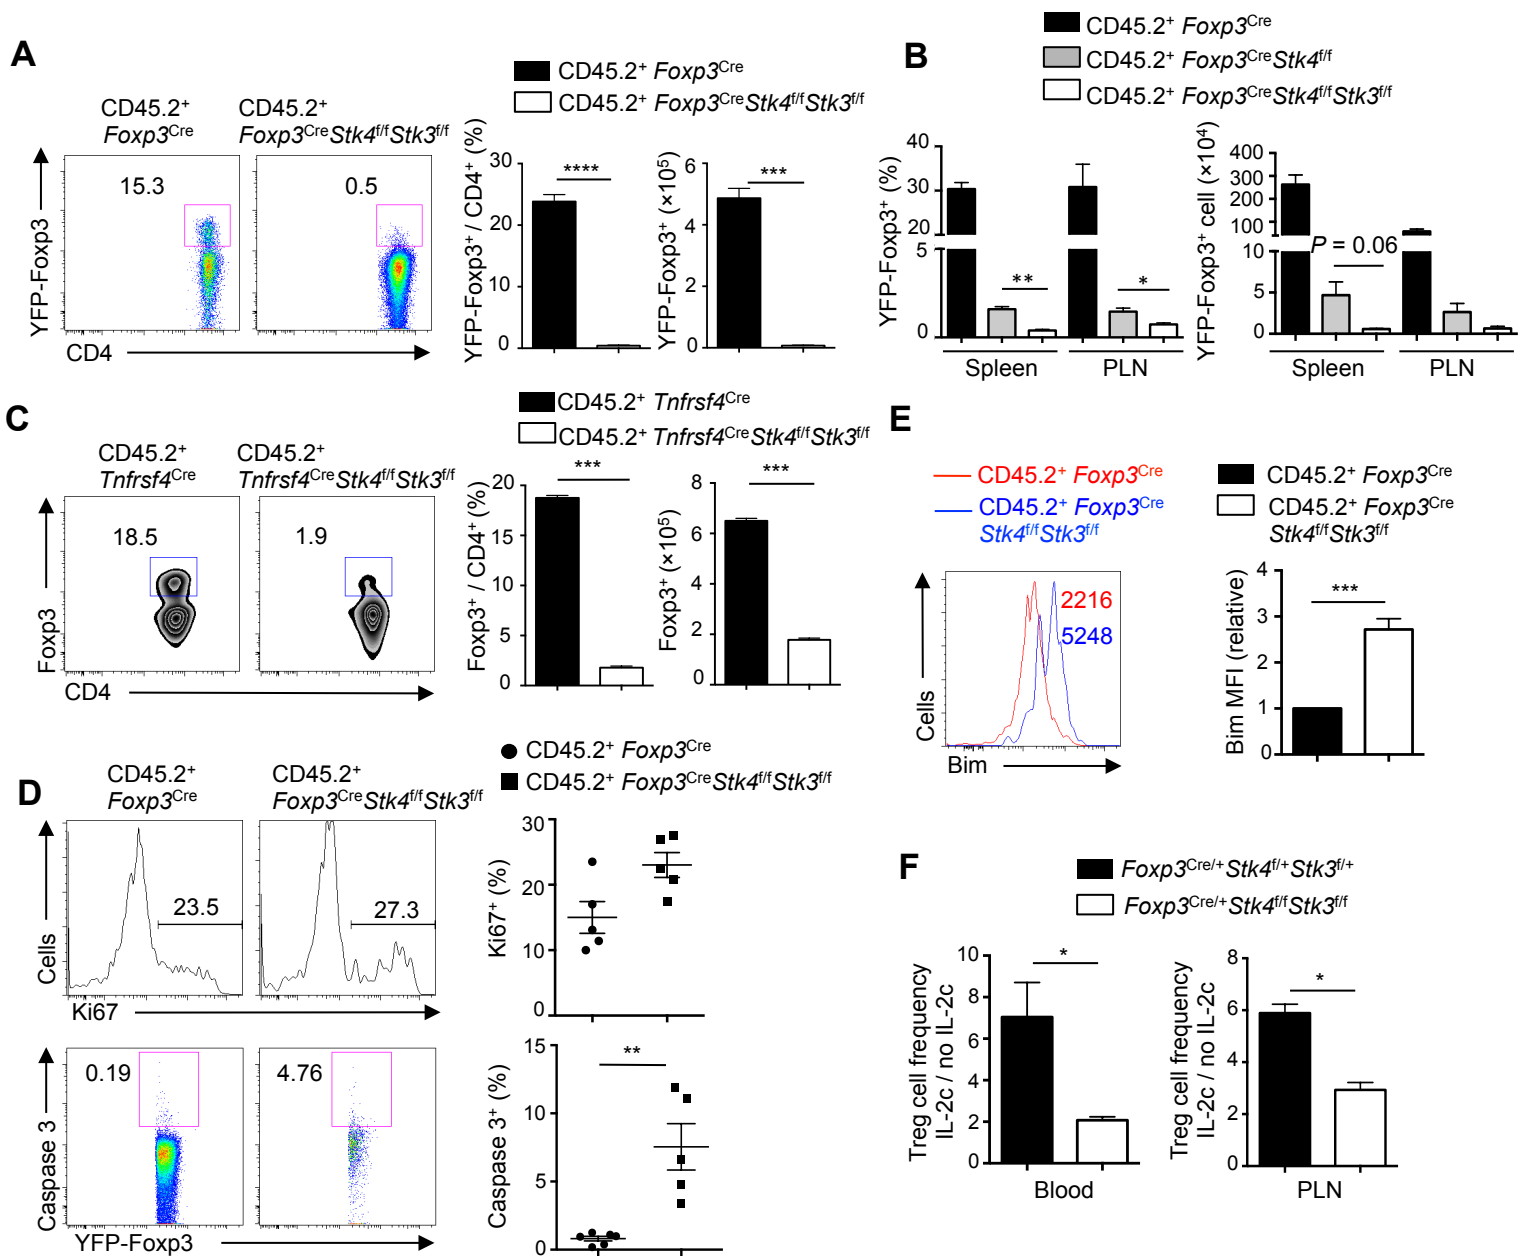 A
CD45.2⁺
Foxp3ᶜʳᵉ
CD45.2⁺
Foxp3ᶜʳᵉStk4ᶠ/ᶠStk3ᶠ/ᶠ
15.3
0.5
YFP-Foxp3
CD4
CD45.2⁺ Foxp3ᶜʳᵉ
CD45.2⁺ Foxp3ᶜʳᵉStk4ᶠ/ᶠStk3ᶠ/ᶠ
YFP-Foxp3⁺ / CD4⁺ (%)
30
20
10
0
****
YFP-Foxp3⁺ (×10⁵)
6
4
2
0
***
B
CD45.2⁺ Foxp3ᶜʳᵉ
CD45.2⁺ Foxp3ᶜʳᵉStk4ᶠ/ᶠ
CD45.2⁺ Foxp3ᶜʳᵉStk4ᶠ/ᶠStk3ᶠ/ᶠ
YFP-Foxp3⁺ (%)
40
30
20
5
0
**
*
Spleen
PLN
YFP-Foxp3⁺ cell (×10⁴)
400
300
200
100
10
5
0
P = 0.06
Spleen
PLN
C
CD45.2⁺
Tnfrsf4ᶜʳᵉ
CD45.2⁺
Tnfrsf4ᶜʳᵉStk4ᶠ/ᶠStk3ᶠ/ᶠ
18.5
1.9
Foxp3
CD4
CD45.2⁺ Tnfrsf4ᶜʳᵉ
CD45.2⁺ Tnfrsf4ᶜʳᵉStk4ᶠ/ᶠStk3ᶠ/ᶠ
Foxp3⁺ / CD4⁺ (%)
20
15
10
5
0
***
Foxp3⁺ (×10⁵)
8
6
4
2
0
***
E
CD45.2⁺ Foxp3ᶜʳᵉ
CD45.2⁺ Foxp3ᶜʳᵉ
Stk4ᶠ/ᶠStk3ᶠ/ᶠ
2216
5248
Cells
Bim
CD45.2⁺ Foxp3ᶜʳᵉ
CD45.2⁺ Foxp3ᶜʳᵉ
Stk4ᶠ/ᶠStk3ᶠ/ᶠ
Bim MFI (relative)
4
3
2
1
0
***
D
CD45.2⁺
Foxp3ᶜʳᵉ
CD45.2⁺
Foxp3ᶜʳᵉStk4ᶠ/ᶠStk3ᶠ/ᶠ
23.5
27.3
Cells
Ki67
0.19
4.76
Caspase 3
YFP-Foxp3
CD45.2⁺ Foxp3ᶜʳᵉ
CD45.2⁺ Foxp3ᶜʳᵉStk4ᶠ/ᶠStk3ᶠ/ᶠ
Ki67⁺ (%)
30
20
10
0
Caspase 3⁺ (%)
15
10
5
0
**
F
Foxp3ᶜʳᵉ/⁺Stk4ᶠ/⁺Stk3ᶠ/⁺
Foxp3ᶜʳᵉ/⁺Stk4ᶠ/ᶠStk3ᶠ/ᶠ
Treg cell frequency
IL-2c / no IL-2c
10
8
6
4
2
0
*
Blood
Treg cell frequency
IL-2c / no IL-2c
8
6
4
2
0
*
PLN